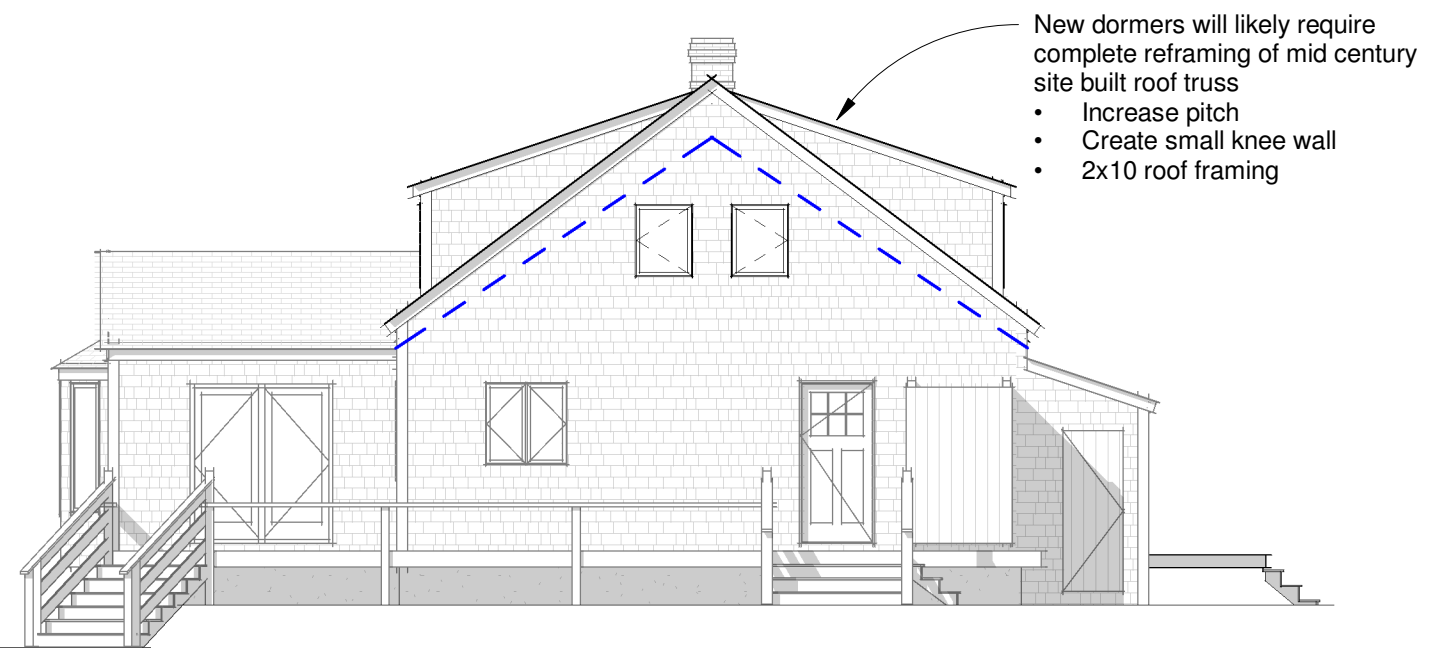 New dormers will likely require
complete reframing of mid century
site built roof truss
• Increase pitch
• Create small knee wall
• 2x10 roof framing